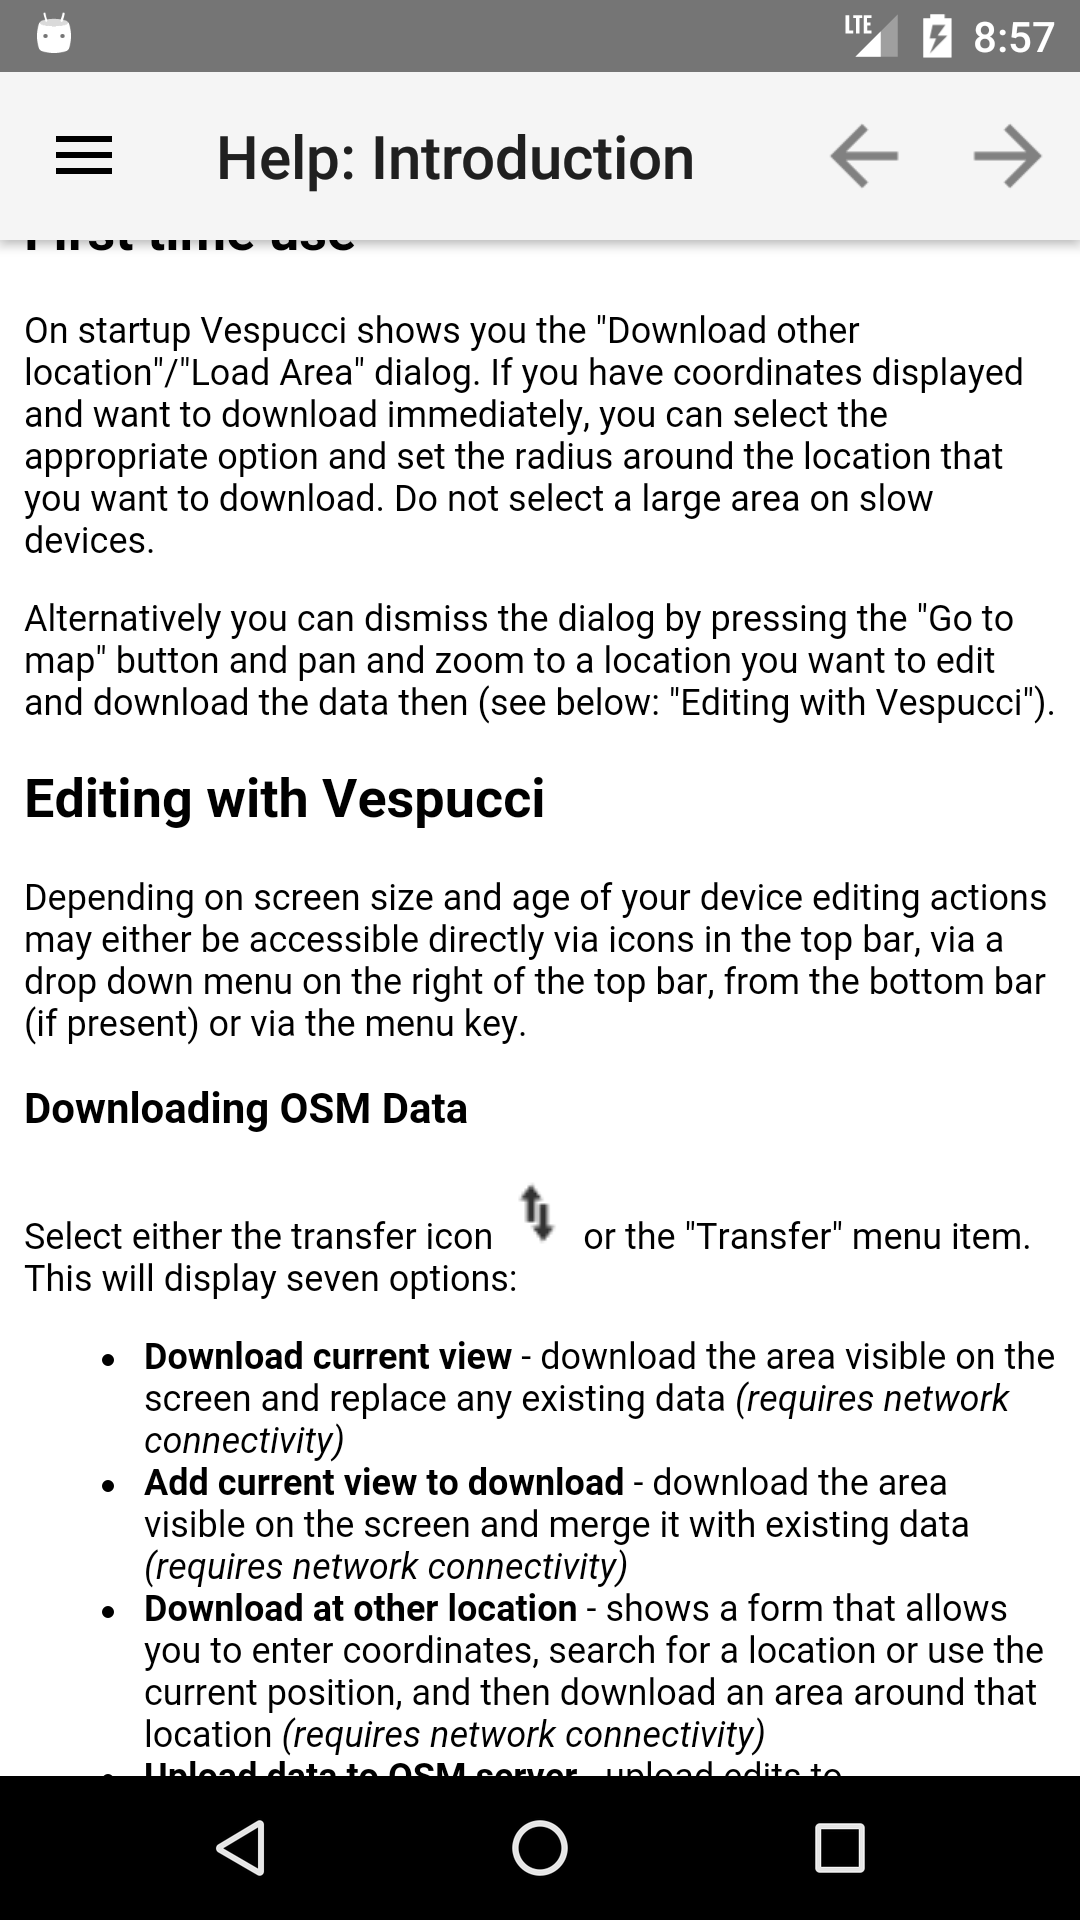 LTE 8:57
Help: Introduction
First time use
On startup Vespucci shows you the "Download other
location"/"Load Area" dialog. If you have coordinates displayed
and want to download immediately, you can select the
appropriate option and set the radius around the location that
you want to download. Do not select a large area on slow
devices.
Alternatively you can dismiss the dialog by pressing the "Go to
map" button and pan and zoom to a location you want to edit
and download the data then (see below: "Editing with Vespucci").
Editing with Vespucci
Depending on screen size and age of your device editing actions
may either be accessible directly via icons in the top bar, via a
drop down menu on the right of the top bar, from the bottom bar
(if present) or via the menu key.
Downloading OSM Data
Select either the transfer icon or the "Transfer" menu item.
This will display seven options:
• Download current view - download the area visible on the
screen and replace any existing data (requires network
connectivity)
• Add current view to download - download the area
visible on the screen and merge it with existing data
(requires network connectivity)
• Download at other location - shows a form that allows
you to enter coordinates, search for a location or use the
current position, and then download an area around that
location (requires network connectivity)
• Upload data to OSM server - upload edits to